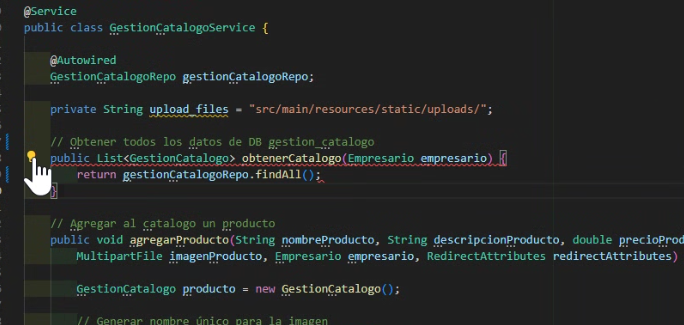 @Service
public class GestionCatalogoService {
@Autowired
GestionCatalogoRepo gestionCatalogoRepo;
private String upload_files = "src/main/resources/static/uploads/";
// Obtener todos los datos de DB gestion_catalogo
public List<GestionCatalogo> obtenerCatalogo(Empresario empresario) {
return gestionCatalogoRepo.findAll();
}
// Agregar al catalogo un producto
public void agregarProducto(String nombreProducto, String descripcionProducto, double precioProd
MultipartFile imagenProducto, Empresario empresario, RedirectAttributes redirectAttributes)
GestionCatalogo producto = new GestionCatalogo();
// Generar nombre único para la imagen